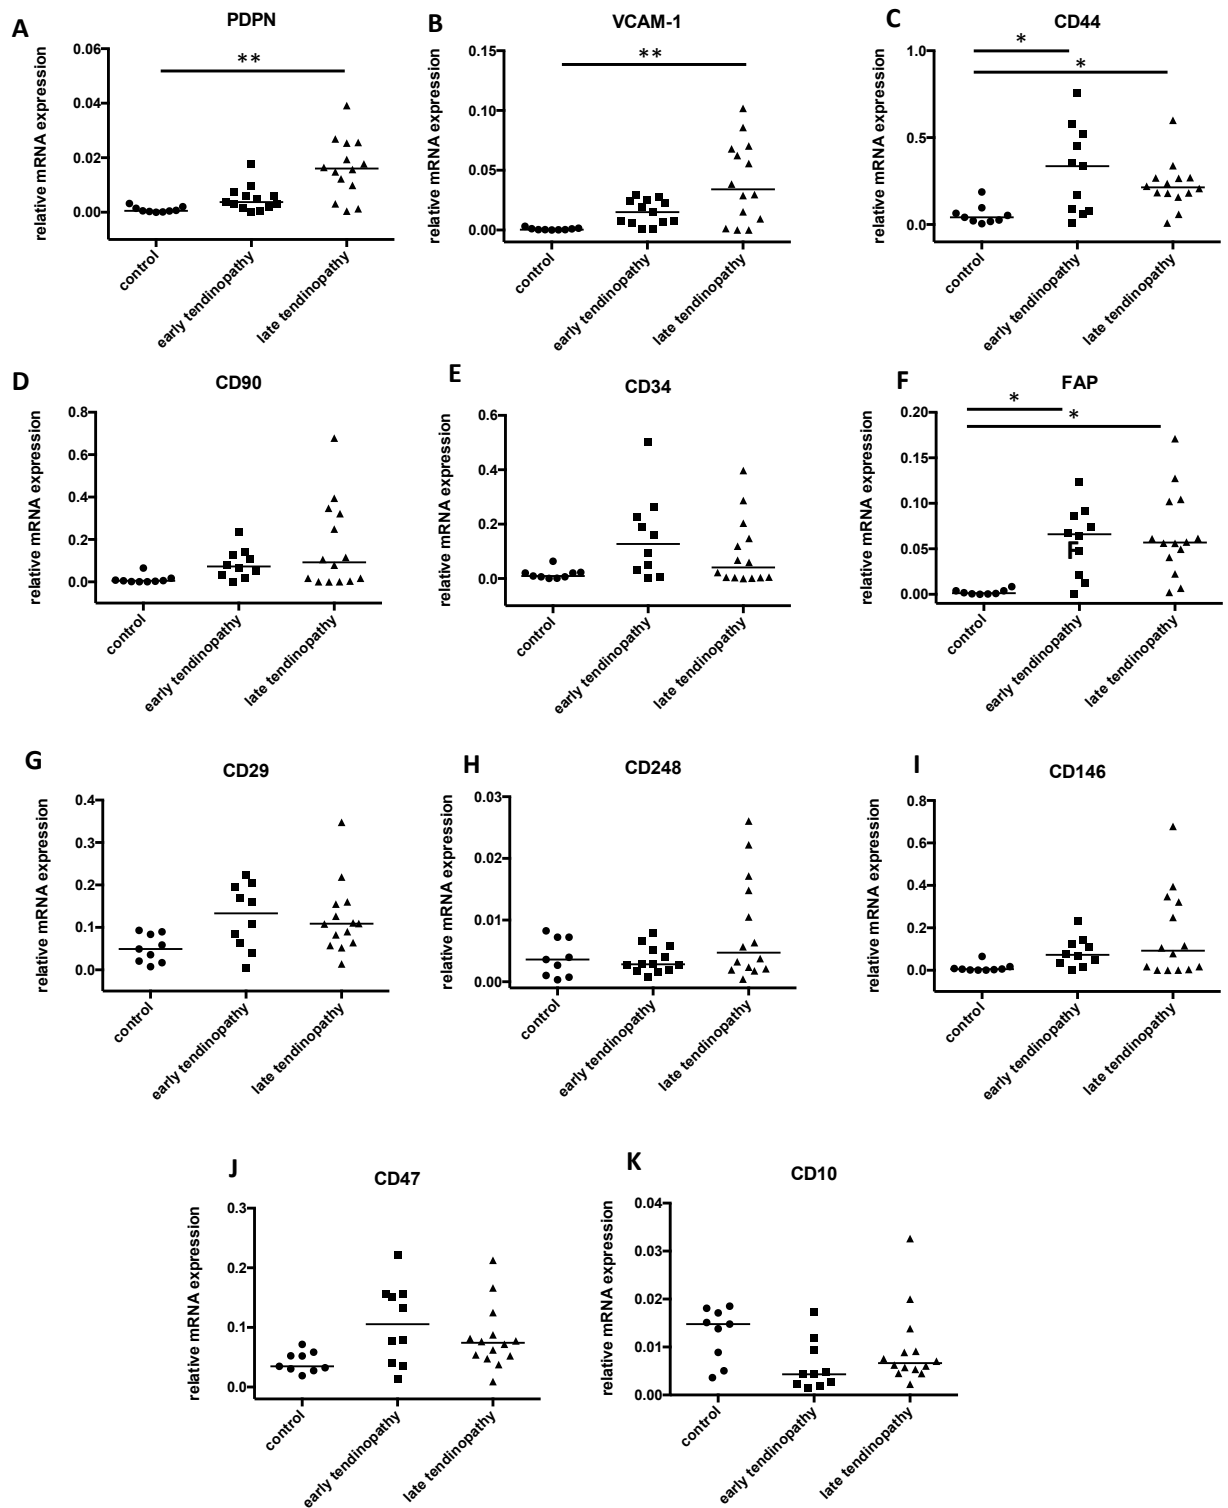 A
PDPN
**
relative mRNA expression
0.06
0.04
0.02
0.00
control
early tendinopathy
late tendinopathy
B
VCAM-1
**
relative mRNA expression
0.15
0.10
0.05
0.00
control
early tendinopathy
late tendinopathy
C
CD44
*
*
relative mRNA expression
1.0
0.5
0.0
control
early tendinopathy
late tendinopathy
D
CD90
relative mRNA expression
0.8
0.6
0.4
0.2
0.0
control
early tendinopathy
late tendinopathy
E
CD34
relative mRNA expression
0.6
0.4
0.2
0.0
control
early tendinopathy
late tendinopathy
F
FAP
*
*
relative mRNA expression
0.20
0.15
0.10
0.05
0.00
F
control
early tendinopathy
late tendinopathy
G
CD29
relative mRNA expression
0.4
0.3
0.2
0.1
0.0
control
early tendinopathy
late tendinopathy
H
CD248
relative mRNA expression
0.03
0.02
0.01
0.00
control
early tendinopathy
late tendinopathy
I
CD146
relative mRNA expression
0.8
0.6
0.4
0.2
0.0
control
early tendinopathy
late tendinopathy
J
CD47
relative mRNA expression
0.3
0.2
0.1
0.0
control
early tendinopathy
late tendinopathy
K
CD10
relative mRNA expression
0.04
0.03
0.02
0.01
0.00
control
early tendinopathy
late tendinopathy